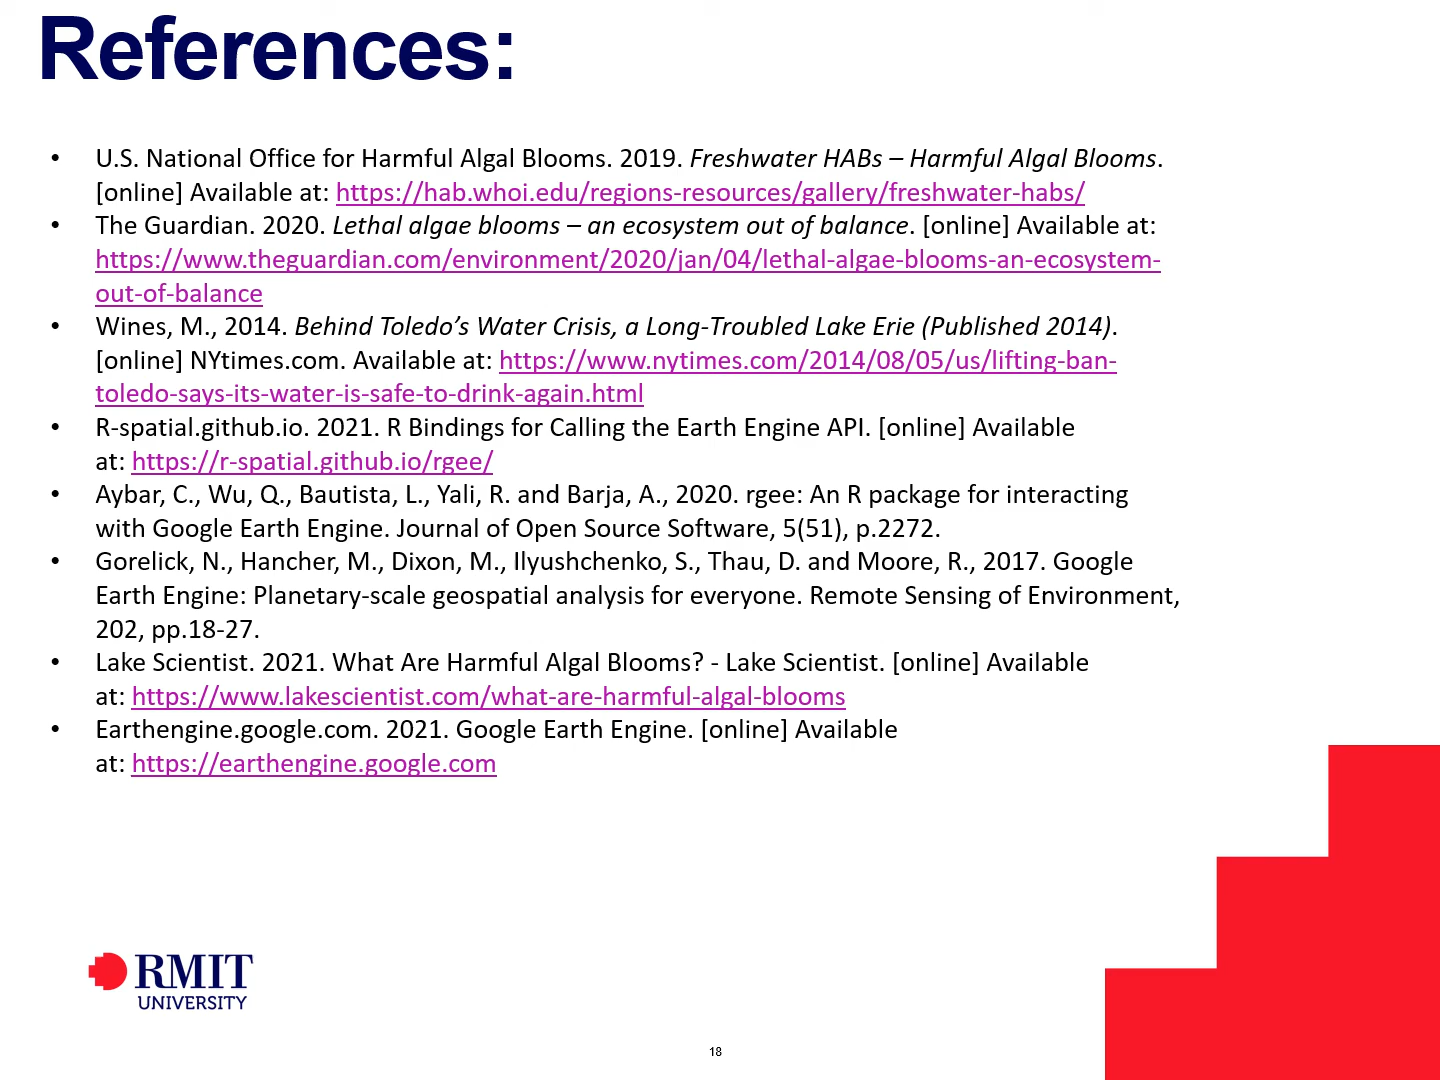 References:
• U.S. National Office for Harmful Algal Blooms. 2019. Freshwater HABs – Harmful Algal Blooms.
[online] Available at: https://hab.whoi.edu/regions-resources/gallery/freshwater-habs/
• The Guardian. 2020. Lethal algae blooms – an ecosystem out of balance. [online] Available at:
https://www.theguardian.com/environment/2020/jan/04/lethal-algae-blooms-an-ecosystem-
out-of-balance
• Wines, M., 2014. Behind Toledo’s Water Crisis, a Long-Troubled Lake Erie (Published 2014).
[online] NYtimes.com. Available at: https://www.nytimes.com/2014/08/05/us/lifting-ban-
toledo-says-its-water-is-safe-to-drink-again.html
• R-spatial.github.io. 2021. R Bindings for Calling the Earth Engine API. [online] Available
at: https://r-spatial.github.io/rgee/
• Aybar, C., Wu, Q., Bautista, L., Yali, R. and Barja, A., 2020. rgee: An R package for interacting
with Google Earth Engine. Journal of Open Source Software, 5(51), p.2272.
• Gorelick, N., Hancher, M., Dixon, M., Ilyushchenko, S., Thau, D. and Moore, R., 2017. Google
Earth Engine: Planetary-scale geospatial analysis for everyone. Remote Sensing of Environment,
202, pp.18-27.
• Lake Scientist. 2021. What Are Harmful Algal Blooms? - Lake Scientist. [online] Available
at: https://www.lakescientist.com/what-are-harmful-algal-blooms
• Earthengine.google.com. 2021. Google Earth Engine. [online] Available
at: https://earthengine.google.com
RMIT
UNIVERSITY
18